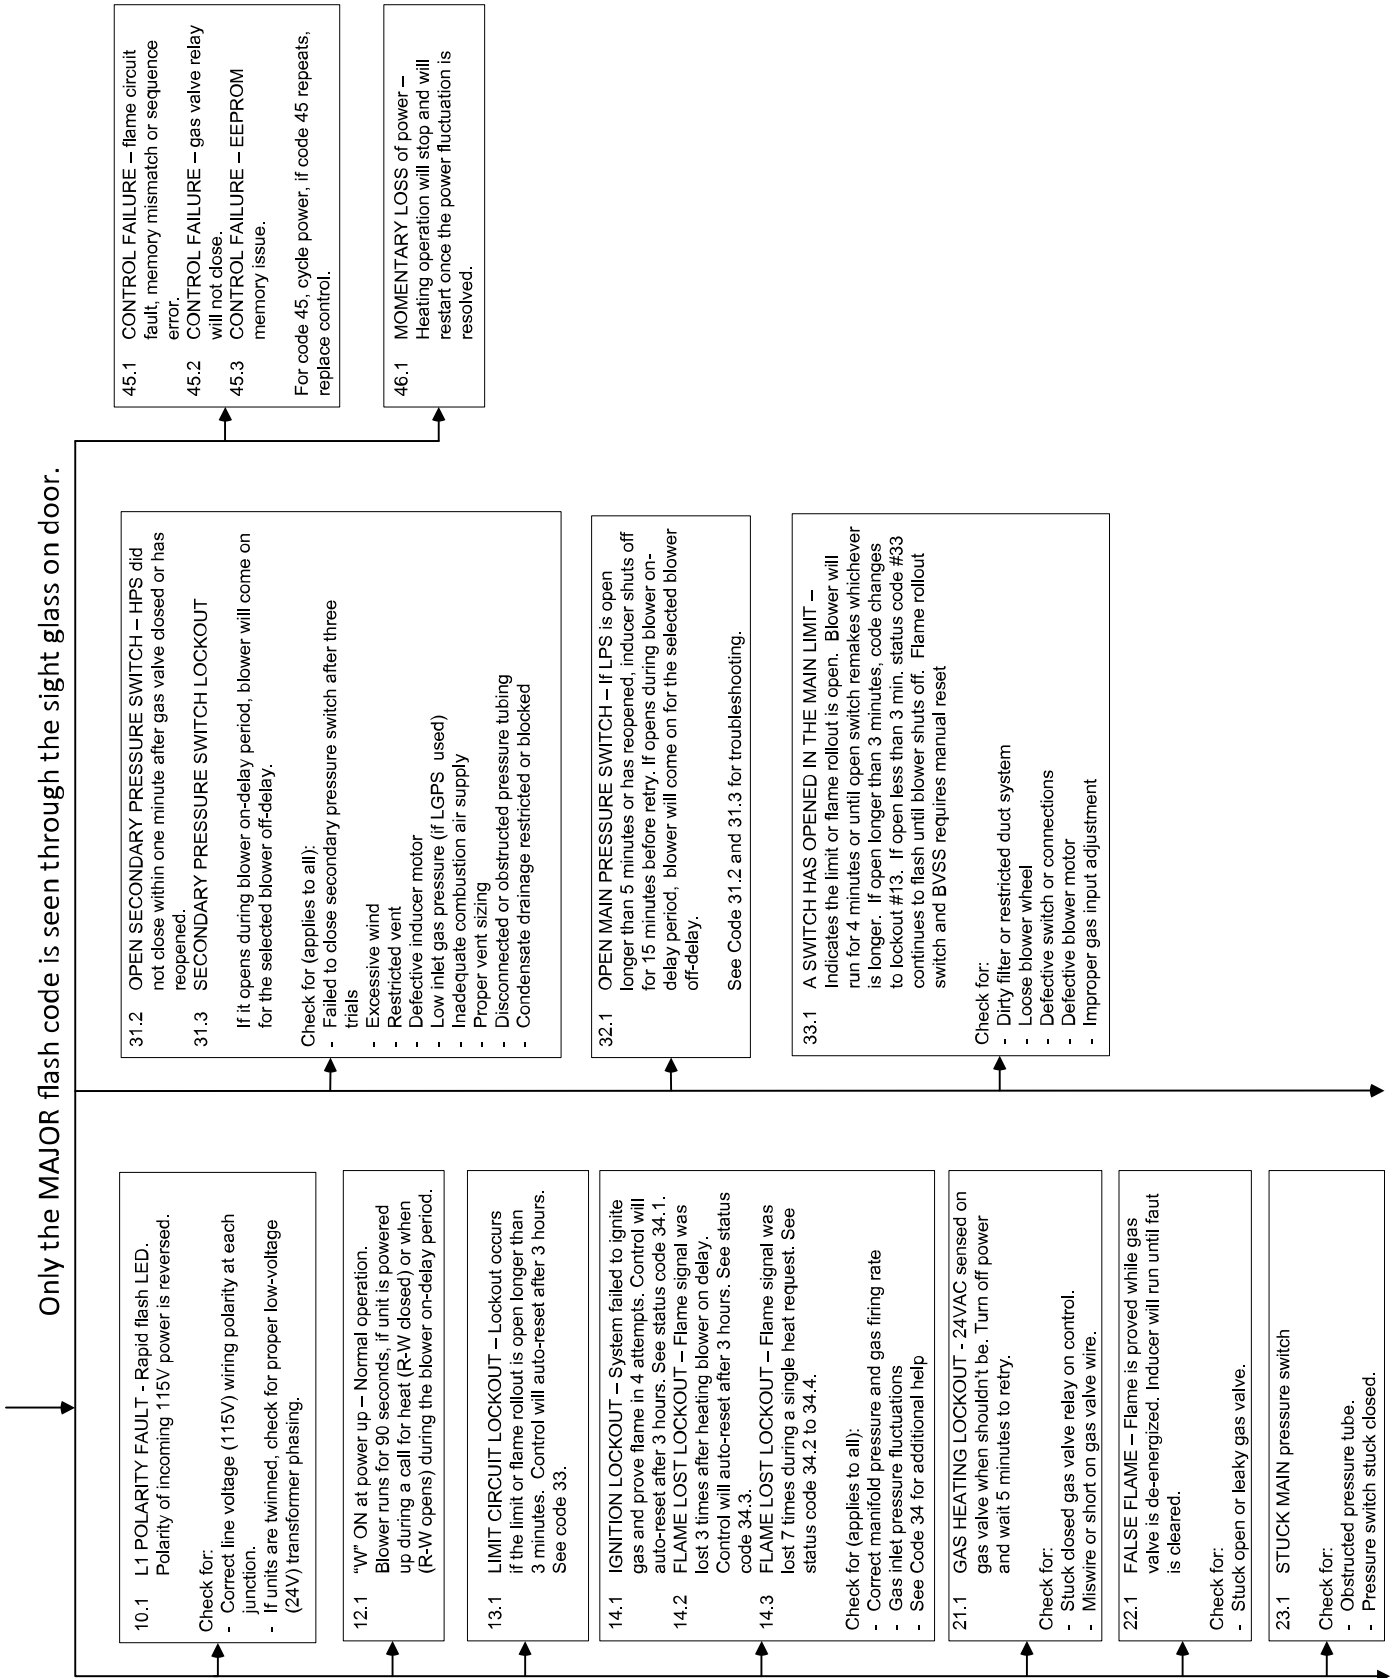 Only the MAJOR flash code is seen through the sight glass on door.
10.1 L1 POLARITY FAULT - Rapid flash LED.
Polarity of incoming 115V power is reversed.
Check for:
- Correct line voltage (115V) wiring polarity at each
junction.
- If units are twinned, check for proper low-voltage
(24V) transformer phasing.
12.1 “W” ON at power up – Normal operation.
Blower runs for 90 seconds, if unit is powered
up during a call for heat (R-W closed) or when
(R-W opens) during the blower on-delay period.
13.1 LIMIT CIRCUIT LOCKOUT – Lockout occurs
if the limit or flame rollout is open longer than
3 minutes. Control will auto-reset after 3 hours.
See code 33.
14.1 IGNITION LOCKOUT – System failed to ignite
gas and prove flame in 4 attempts. Control will
auto-reset after 3 hours. See status code 34.1.
14.2 FLAME LOST LOCKOUT – Flame signal was
lost 3 times after heating blower on delay.
Control will auto-reset after 3 hours. See status
code 34.3.
14.3 FLAME LOST LOCKOUT – Flame signal was
lost 7 times during a single heat request. See
status code 34.2 to 34.4.
Check for (applies to all):
- Correct manifold pressure and gas firing rate
- Gas inlet pressure fluctuations
- See Code 34 for additional help
21.1 GAS HEATING LOCKOUT - 24VAC sensed on
gas valve when shouldn’t be. Turn off power
and wait 5 minutes to retry.
Check for:
- Stuck closed gas valve relay on control.
- Miswire or short on gas valve wire.
22.1 FALSE FLAME – Flame is proved while gas
valve is de-energized. Inducer will run until faut
is cleared.
Check for:
- Stuck open or leaky gas valve.
23.1 STUCK MAIN pressure switch
Check for:
- Obstructed pressure tube.
- Pressure switch stuck closed.
31.2 OPEN SECONDARY PRESSURE SWITCH – HPS did
not close within one minute after gas valve closed or has
reopened.
31.3 SECONDARY PRESSURE SWITCH LOCKOUT
If it opens during blower on-delay period, blower will come on
for the selected blower off-delay.
Check for (applies to all):
- Failed to close secondary pressure switch after three
trials
- Excessive wind
- Restricted vent
- Defective inducer motor
- Low inlet gas pressure (if LGPS used)
- Inadequate combustion air supply
- Proper vent sizing
- Disconnected or obstructed pressure tubing
- Condensate drainage restricted or blocked
32.1 OPEN MAIN PRESSURE SWITCH – If LPS is open
longer than 5 minutes or has reopened, inducer shuts off
for 15 minutes before retry. If opens during blower on-
delay period, blower will come on for the selected blower
off-delay.
See Code 31.2 and 31.3 for troubleshooting.
33.1 A SWITCH HAS OPENED IN THE MAIN LIMIT –
Indicates the limit or flame rollout is open. Blower will
run for 4 minutes or until open switch remakes whichever
is longer. If open longer than 3 minutes, code changes
to lockout #13. If open less than 3 min. status code #33
continues to flash until blower shuts off. Flame rollout
switch and BVSS requires manual reset
Check for:
- Dirty filter or restricted duct system
- Loose blower wheel
- Defective switch or connections
- Defective blower motor
- Improper gas input adjustment
45.1 CONTROL FAILURE – flame circuit
fault, memory mismatch or sequence
error.
45.2 CONTROL FAILURE – gas valve relay
will not close.
45.3 CONTROL FAILURE – EEPROM
memory issue.
For code 45, cycle power, if code 45 repeats,
replace control.
46.1 MOMENTARY LOSS of power –
Heating operation will stop and will
restart once the power fluctuation is
resolved.